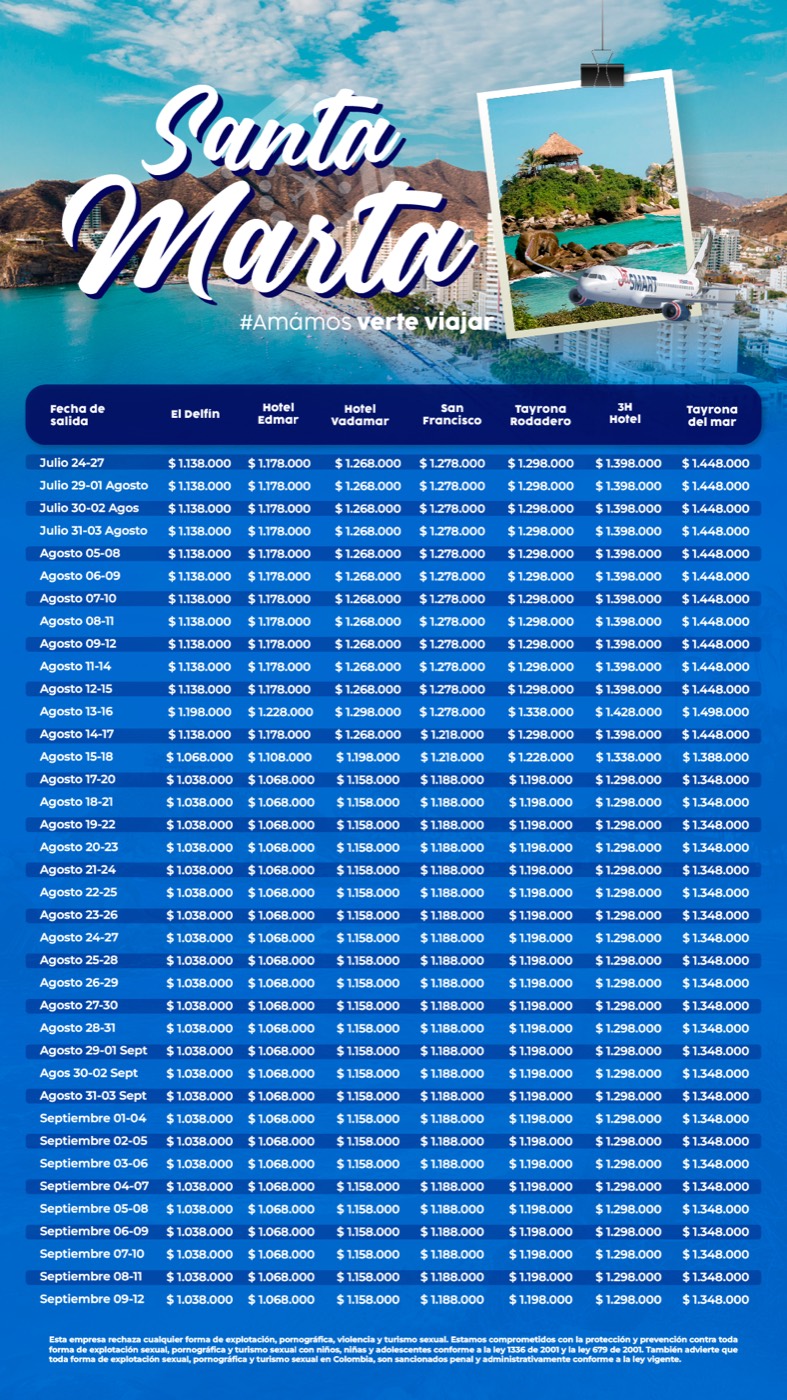 Santa
Marta
#Amámos verte viajar
JetSMART
Fecha de salida El Delfín Hotel Edmar Hotel Vadamar San Francisco Tayrona Rodadero 3H Hotel Tayrona del mar
Julio 24-27 $ 1.138.000 $ 1.178.000 $ 1.268.000 $ 1.278.000 $ 1.298.000 $ 1.398.000 $ 1.448.000
Julio 29-01 Agosto $ 1.138.000 $ 1.178.000 $ 1.268.000 $ 1.278.000 $ 1.298.000 $ 1.398.000 $ 1.448.000
Julio 30-02 Agos $ 1.138.000 $ 1.178.000 $ 1.268.000 $ 1.278.000 $ 1.298.000 $ 1.398.000 $ 1.448.000
Julio 31-03 Agosto $ 1.138.000 $ 1.178.000 $ 1.268.000 $ 1.278.000 $ 1.298.000 $ 1.398.000 $ 1.448.000
Agosto 05-08 $ 1.138.000 $ 1.178.000 $ 1.268.000 $ 1.278.000 $ 1.298.000 $ 1.398.000 $ 1.448.000
Agosto 06-09 $ 1.138.000 $ 1.178.000 $ 1.268.000 $ 1.278.000 $ 1.298.000 $ 1.398.000 $ 1.448.000
Agosto 07-10 $ 1.138.000 $ 1.178.000 $ 1.268.000 $ 1.278.000 $ 1.298.000 $ 1.398.000 $ 1.448.000
Agosto 08-11 $ 1.138.000 $ 1.178.000 $ 1.268.000 $ 1.278.000 $ 1.298.000 $ 1.398.000 $ 1.448.000
Agosto 09-12 $ 1.138.000 $ 1.178.000 $ 1.268.000 $ 1.278.000 $ 1.298.000 $ 1.398.000 $ 1.448.000
Agosto 11-14 $ 1.138.000 $ 1.178.000 $ 1.268.000 $ 1.278.000 $ 1.298.000 $ 1.398.000 $ 1.448.000
Agosto 12-15 $ 1.138.000 $ 1.178.000 $ 1.268.000 $ 1.278.000 $ 1.298.000 $ 1.398.000 $ 1.448.000
Agosto 13-16 $ 1.198.000 $ 1.228.000 $ 1.298.000 $ 1.278.000 $ 1.338.000 $ 1.428.000 $ 1.498.000
Agosto 14-17 $ 1.138.000 $ 1.178.000 $ 1.268.000 $ 1.218.000 $ 1.298.000 $ 1.398.000 $ 1.448.000
Agosto 15-18 $ 1.068.000 $ 1.108.000 $ 1.198.000 $ 1.218.000 $ 1.228.000 $ 1.338.000 $ 1.388.000
Agosto 17-20 $ 1.038.000 $ 1.068.000 $ 1.158.000 $ 1.188.000 $ 1.198.000 $ 1.298.000 $ 1.348.000
Agosto 18-21 $ 1.038.000 $ 1.068.000 $ 1.158.000 $ 1.188.000 $ 1.198.000 $ 1.298.000 $ 1.348.000
Agosto 19-22 $ 1.038.000 $ 1.068.000 $ 1.158.000 $ 1.188.000 $ 1.198.000 $ 1.298.000 $ 1.348.000
Agosto 20-23 $ 1.038.000 $ 1.068.000 $ 1.158.000 $ 1.188.000 $ 1.198.000 $ 1.298.000 $ 1.348.000
Agosto 21-24 $ 1.038.000 $ 1.068.000 $ 1.158.000 $ 1.188.000 $ 1.198.000 $ 1.298.000 $ 1.348.000
Agosto 22-25 $ 1.038.000 $ 1.068.000 $ 1.158.000 $ 1.188.000 $ 1.198.000 $ 1.298.000 $ 1.348.000
Agosto 23-26 $ 1.038.000 $ 1.068.000 $ 1.158.000 $ 1.188.000 $ 1.198.000 $ 1.298.000 $ 1.348.000
Agosto 24-27 $ 1.038.000 $ 1.068.000 $ 1.158.000 $ 1.188.000 $ 1.198.000 $ 1.298.000 $ 1.348.000
Agosto 25-28 $ 1.038.000 $ 1.068.000 $ 1.158.000 $ 1.188.000 $ 1.198.000 $ 1.298.000 $ 1.348.000
Agosto 26-29 $ 1.038.000 $ 1.068.000 $ 1.158.000 $ 1.188.000 $ 1.198.000 $ 1.298.000 $ 1.348.000
Agosto 27-30 $ 1.038.000 $ 1.068.000 $ 1.158.000 $ 1.188.000 $ 1.198.000 $ 1.298.000 $ 1.348.000
Agosto 28-31 $ 1.038.000 $ 1.068.000 $ 1.158.000 $ 1.188.000 $ 1.198.000 $ 1.298.000 $ 1.348.000
Agosto 29-01 Sept $ 1.038.000 $ 1.068.000 $ 1.158.000 $ 1.188.000 $ 1.198.000 $ 1.298.000 $ 1.348.000
Agos 30-02 Sept $ 1.038.000 $ 1.068.000 $ 1.158.000 $ 1.188.000 $ 1.198.000 $ 1.298.000 $ 1.348.000
Agosto 31-03 Sept $ 1.038.000 $ 1.068.000 $ 1.158.000 $ 1.188.000 $ 1.198.000 $ 1.298.000 $ 1.348.000
Septiembre 01-04 $ 1.038.000 $ 1.068.000 $ 1.158.000 $ 1.188.000 $ 1.198.000 $ 1.298.000 $ 1.348.000
Septiembre 02-05 $ 1.038.000 $ 1.068.000 $ 1.158.000 $ 1.188.000 $ 1.198.000 $ 1.298.000 $ 1.348.000
Septiembre 03-06 $ 1.038.000 $ 1.068.000 $ 1.158.000 $ 1.188.000 $ 1.198.000 $ 1.298.000 $ 1.348.000
Septiembre 04-07 $ 1.038.000 $ 1.068.000 $ 1.158.000 $ 1.188.000 $ 1.198.000 $ 1.298.000 $ 1.348.000
Septiembre 05-08 $ 1.038.000 $ 1.068.000 $ 1.158.000 $ 1.188.000 $ 1.198.000 $ 1.298.000 $ 1.348.000
Septiembre 06-09 $ 1.038.000 $ 1.068.000 $ 1.158.000 $ 1.188.000 $ 1.198.000 $ 1.298.000 $ 1.348.000
Septiembre 07-10 $ 1.038.000 $ 1.068.000 $ 1.158.000 $ 1.188.000 $ 1.198.000 $ 1.298.000 $ 1.348.000
Septiembre 08-11 $ 1.038.000 $ 1.068.000 $ 1.158.000 $ 1.188.000 $ 1.198.000 $ 1.298.000 $ 1.348.000
Septiembre 09-12 $ 1.038.000 $ 1.068.000 $ 1.158.000 $ 1.188.000 $ 1.198.000 $ 1.298.000 $ 1.348.000
Esta empresa rechaza cualquier forma de explotación, pornográfica, violencia y turismo sexual. Estamos comprometidos con la protección y prevención contra toda
forma de explotación sexual, pornográfica y turismo sexual con niños, niñas y adolescentes conforme a la ley 1336 de 2001 y la ley 679 de 2001. También advierte que
toda forma de explotación sexual, pornográfica y turismo sexual en Colombia, son sancionados penal y administrativamente conforme a la ley vigente.